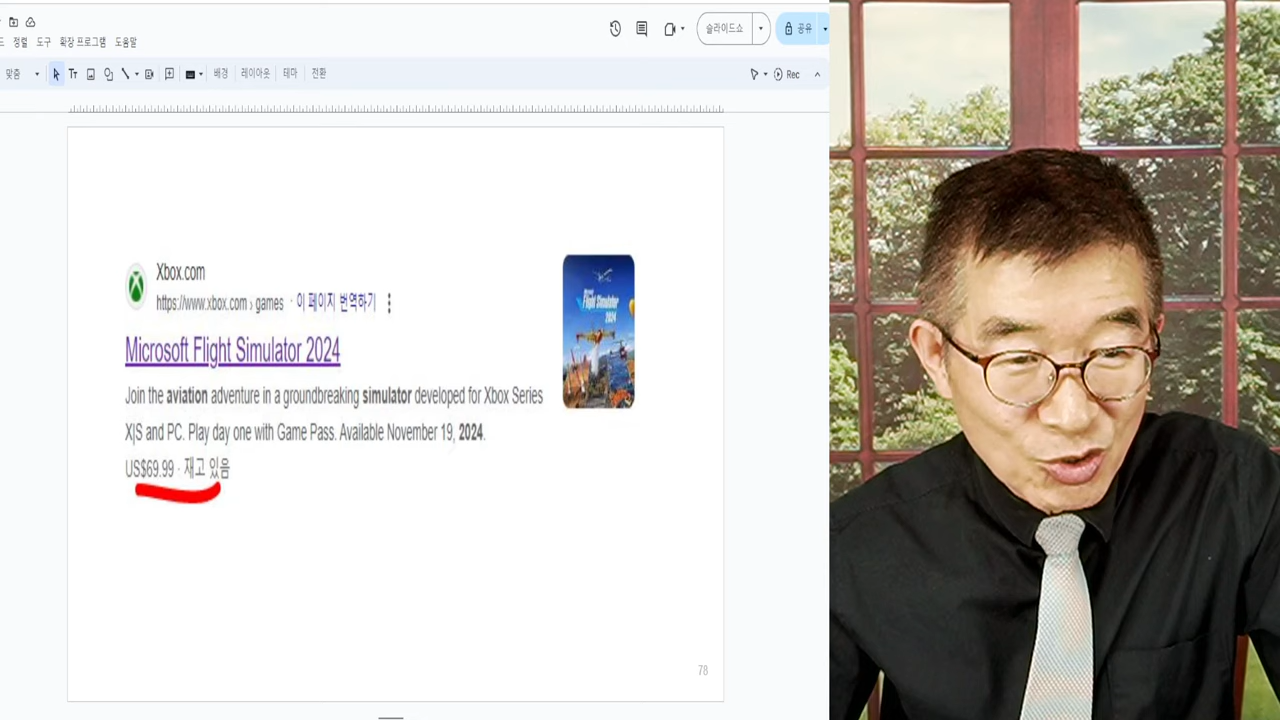 정렬 도구 확장 프로그램 도움말
슬라이드쇼
공유
맞춤
배경 레이아웃 테마 전환
Rec
Xbox.com
https://www.xbox.com › games · 이 페이지 번역하기
Microsoft Flight Simulator 2024
Join the aviation adventure in a groundbreaking simulator developed for Xbox Series
X|S and PC. Play day one with Game Pass. Available November 19, 2024.
US$69.99 · 재고 있음
Flight Simulator
2024
78